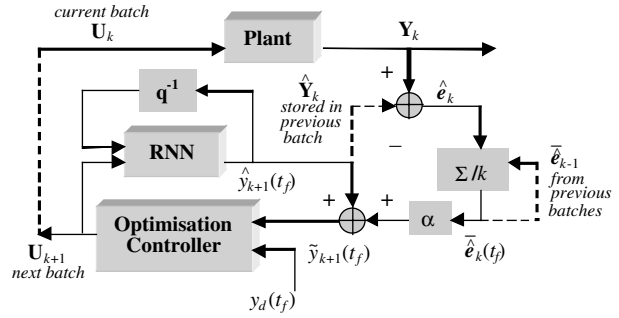 current batch
U_k
Plant
Y_k
q^-1
Ŷ_k
stored in
previous
batch
+
ê_k
−
RNN
ŷ_{k+1}(t_f)
Σ/k
ē̂_{k-1}
from
previous
batches
+
+
α
Optimisation
Controller
ỹ_{k+1}(t_f)
ē̂_k(t_f)
U_{k+1}
next batch
y_d(t_f)